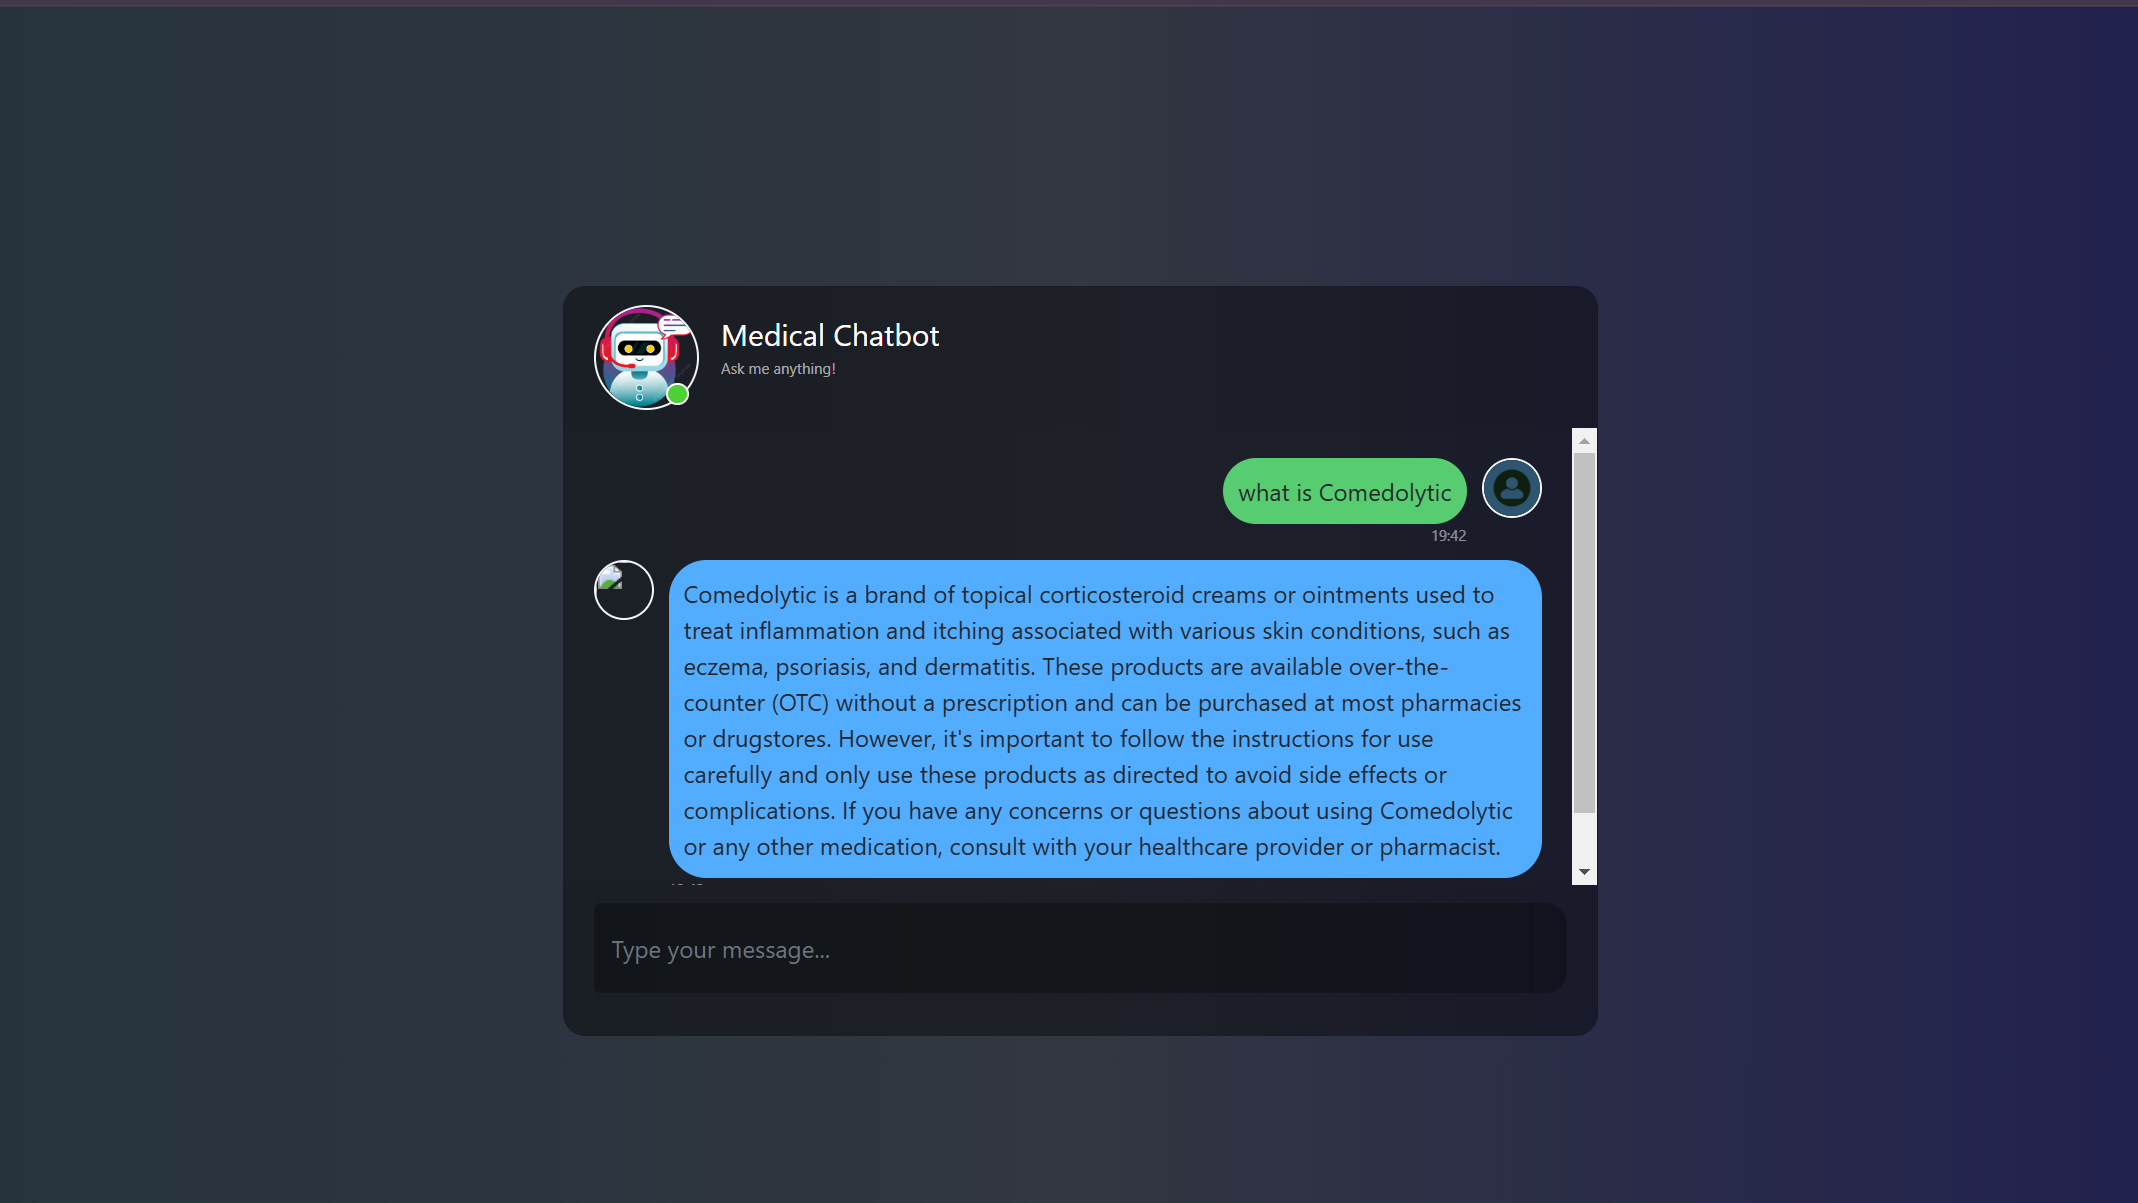 Medical Chatbot
Ask me anything!
what is Comedolytic
19:42
Comedolytic is a brand of topical corticosteroid creams or ointments used to
treat inflammation and itching associated with various skin conditions, such as
eczema, psoriasis, and dermatitis. These products are available over-the-
counter (OTC) without a prescription and can be purchased at most pharmacies
or drugstores. However, it's important to follow the instructions for use
carefully and only use these products as directed to avoid side effects or
complications. If you have any concerns or questions about using Comedolytic
or any other medication, consult with your healthcare provider or pharmacist.
Type your message...